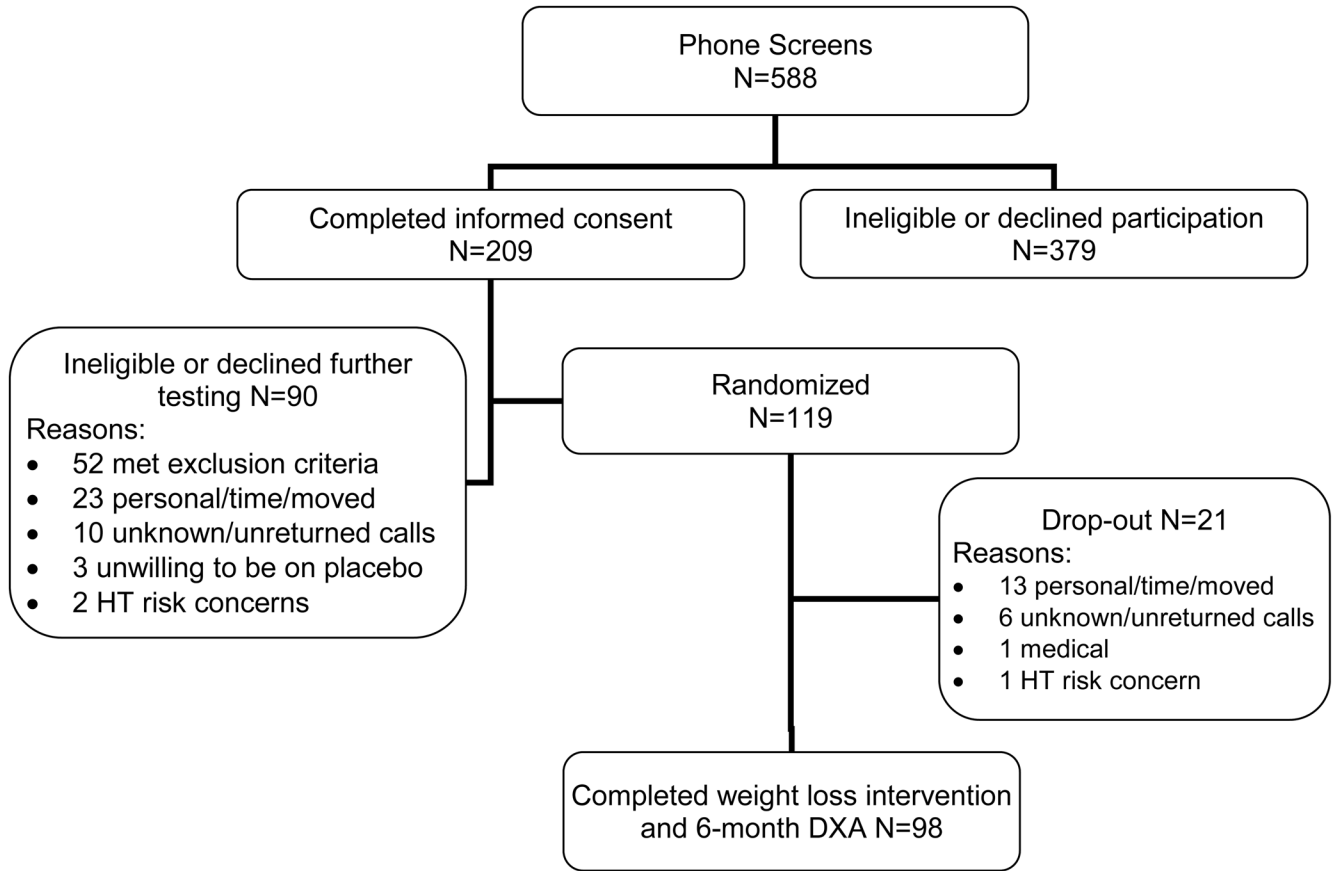 Phone Screens
N=588
Completed informed consent
N=209
Ineligible or declined participation
N=379
Ineligible or declined further
testing N=90
Reasons:
• 52 met exclusion criteria
• 23 personal/time/moved
• 10 unknown/unreturned calls
• 3 unwilling to be on placebo
• 2 HT risk concerns
Randomized
N=119
Drop-out N=21
Reasons:
• 13 personal/time/moved
• 6 unknown/unreturned calls
• 1 medical
• 1 HT risk concern
Completed weight loss intervention
and 6-month DXA N=98